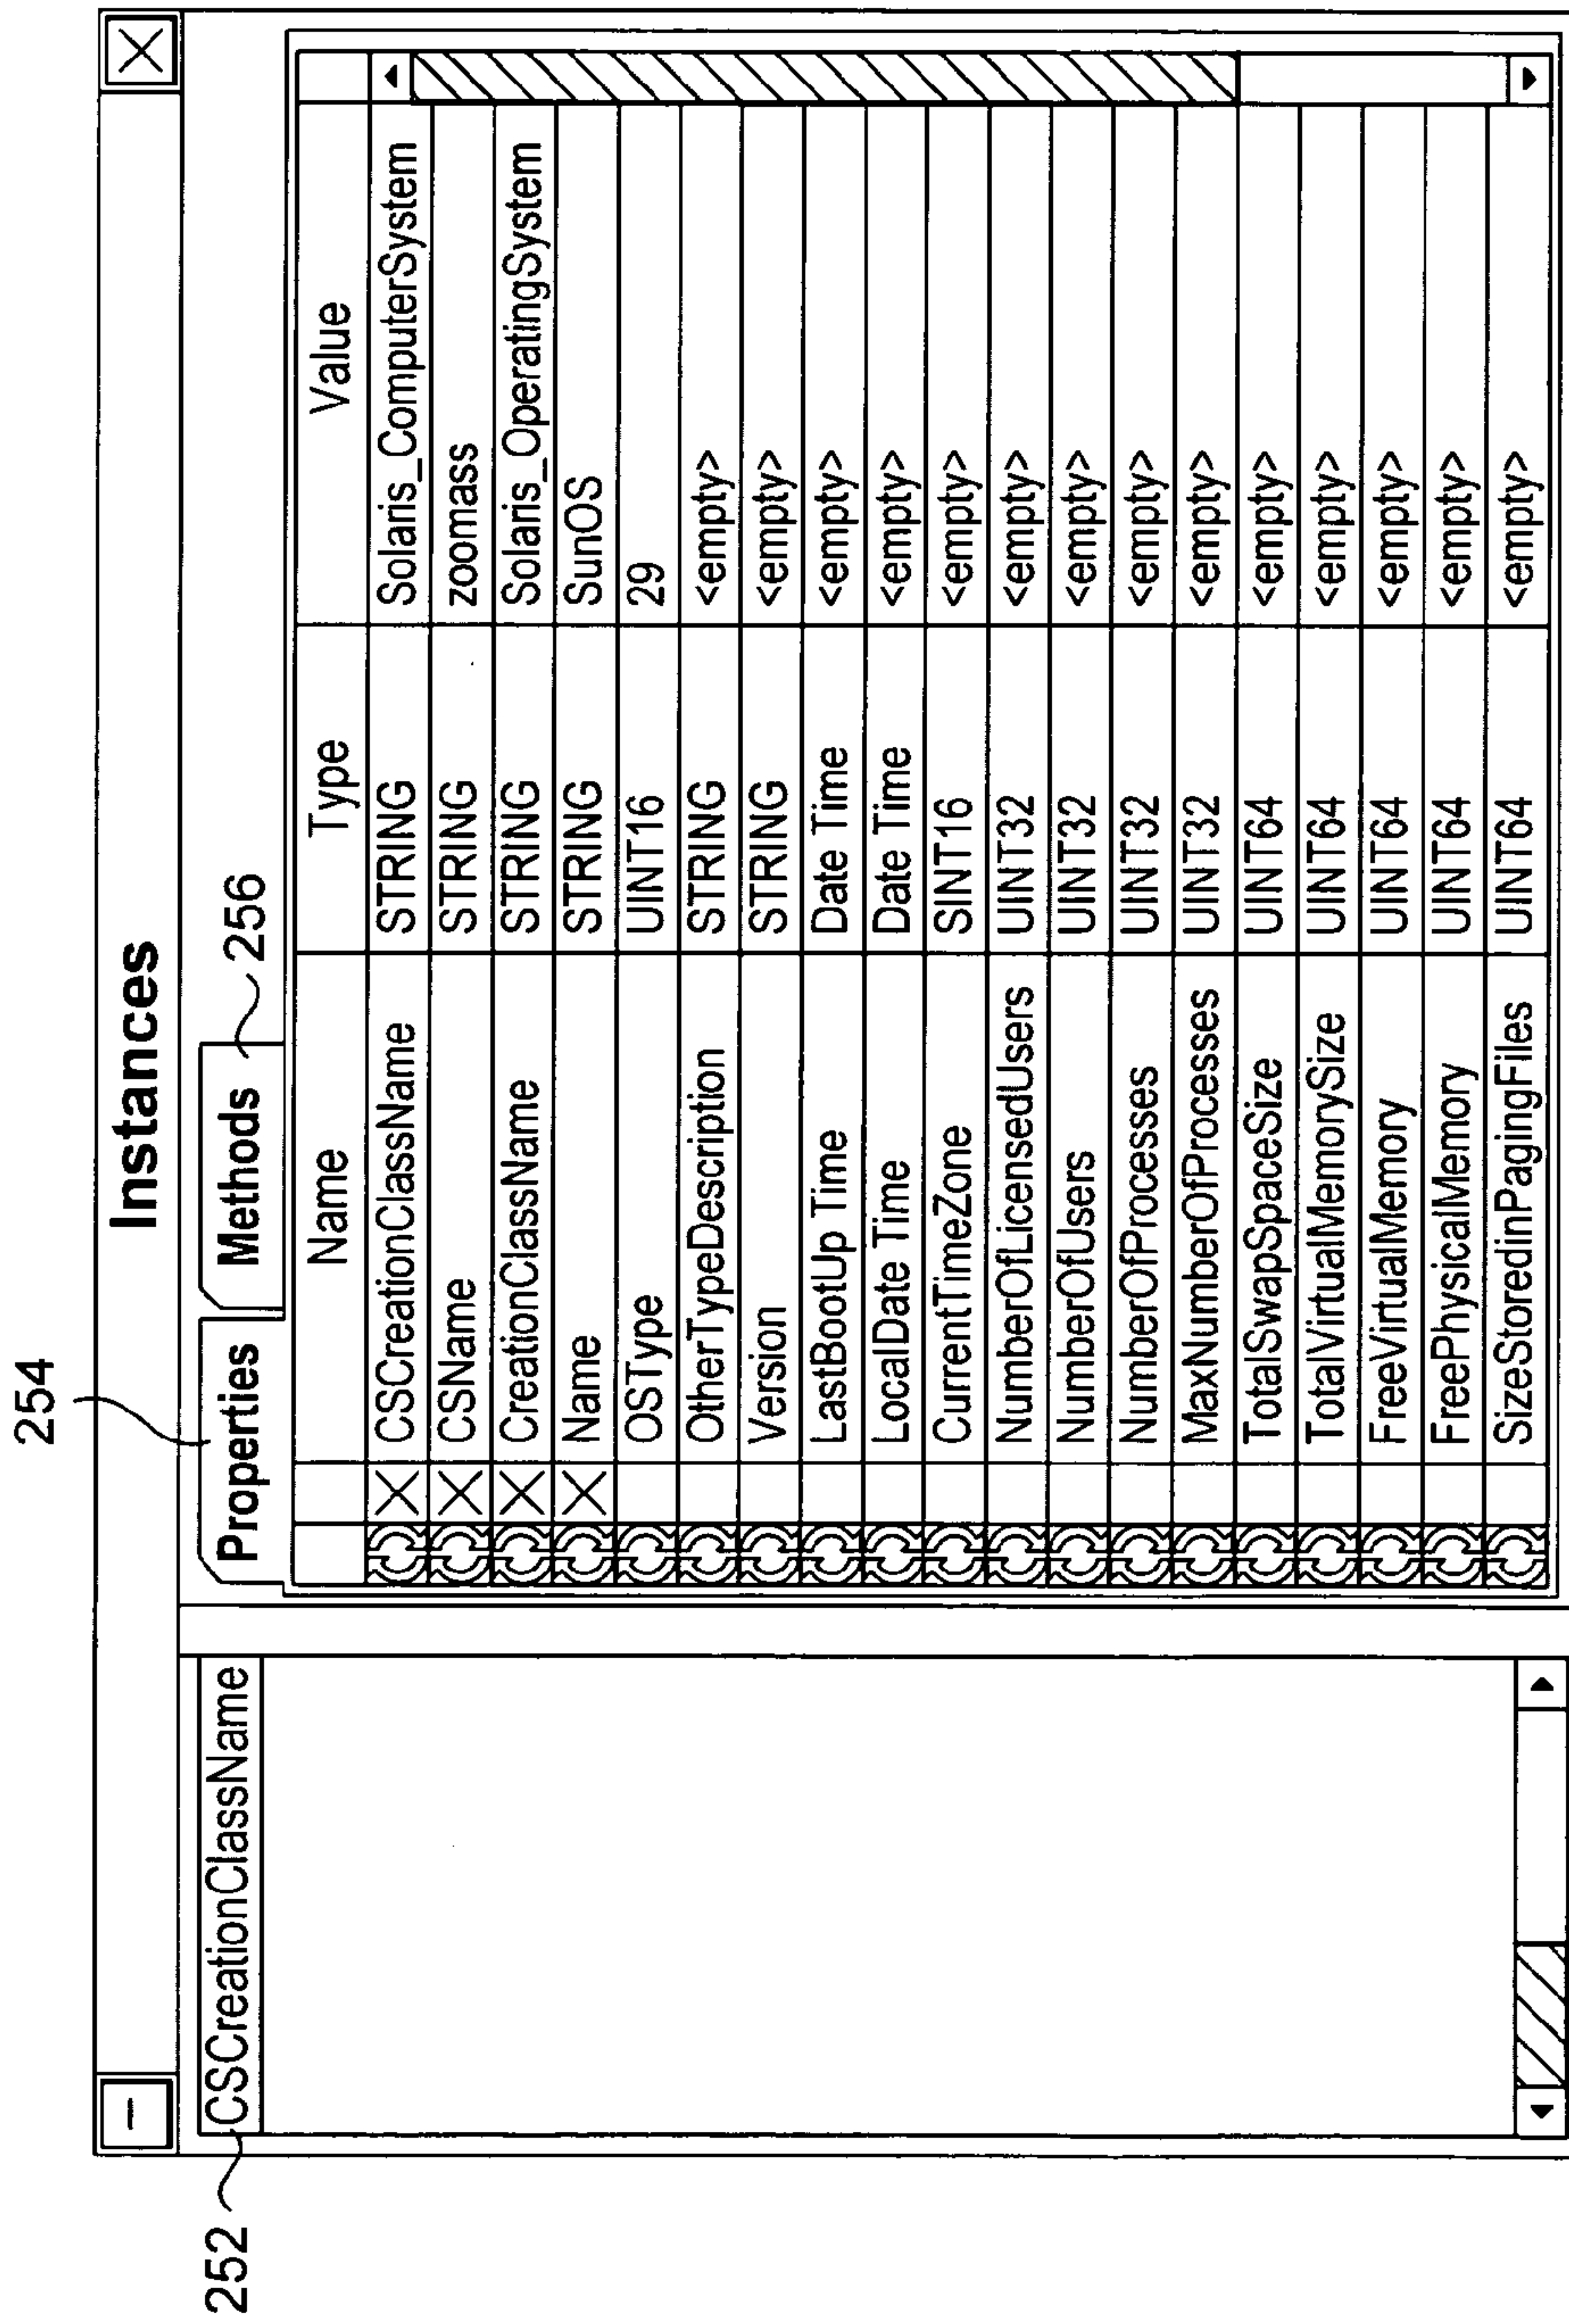 254
Instances
252
CSCreationClassName
Properties Methods 256
Name Type Value
CSCreationClassName STRING Solaris_ComputerSystem
CSName STRING zoomass
CreationClassName STRING Solaris_OperatingSystem
Name STRING SunOS
OSType UINT16 29
OtherTypeDescription STRING <empty>
Version STRING <empty>
LastBootUp Time Date Time <empty>
LocalDate Time Date Time <empty>
CurrentTimeZone SINT16 <empty>
NumberOfLicensedUsers UINT32 <empty>
NumberOfUsers UINT32 <empty>
NumberOfProcesses UINT32 <empty>
MaxNumberOfProcesses UINT32 <empty>
TotalSwapSpaceSize UINT64 <empty>
TotalVirtualMemorySize UINT64 <empty>
FreeVirtualMemory UINT64 <empty>
FreePhysicalMemory UINT64 <empty>
SizeStoredinPagingFiles UINT64 <empty>